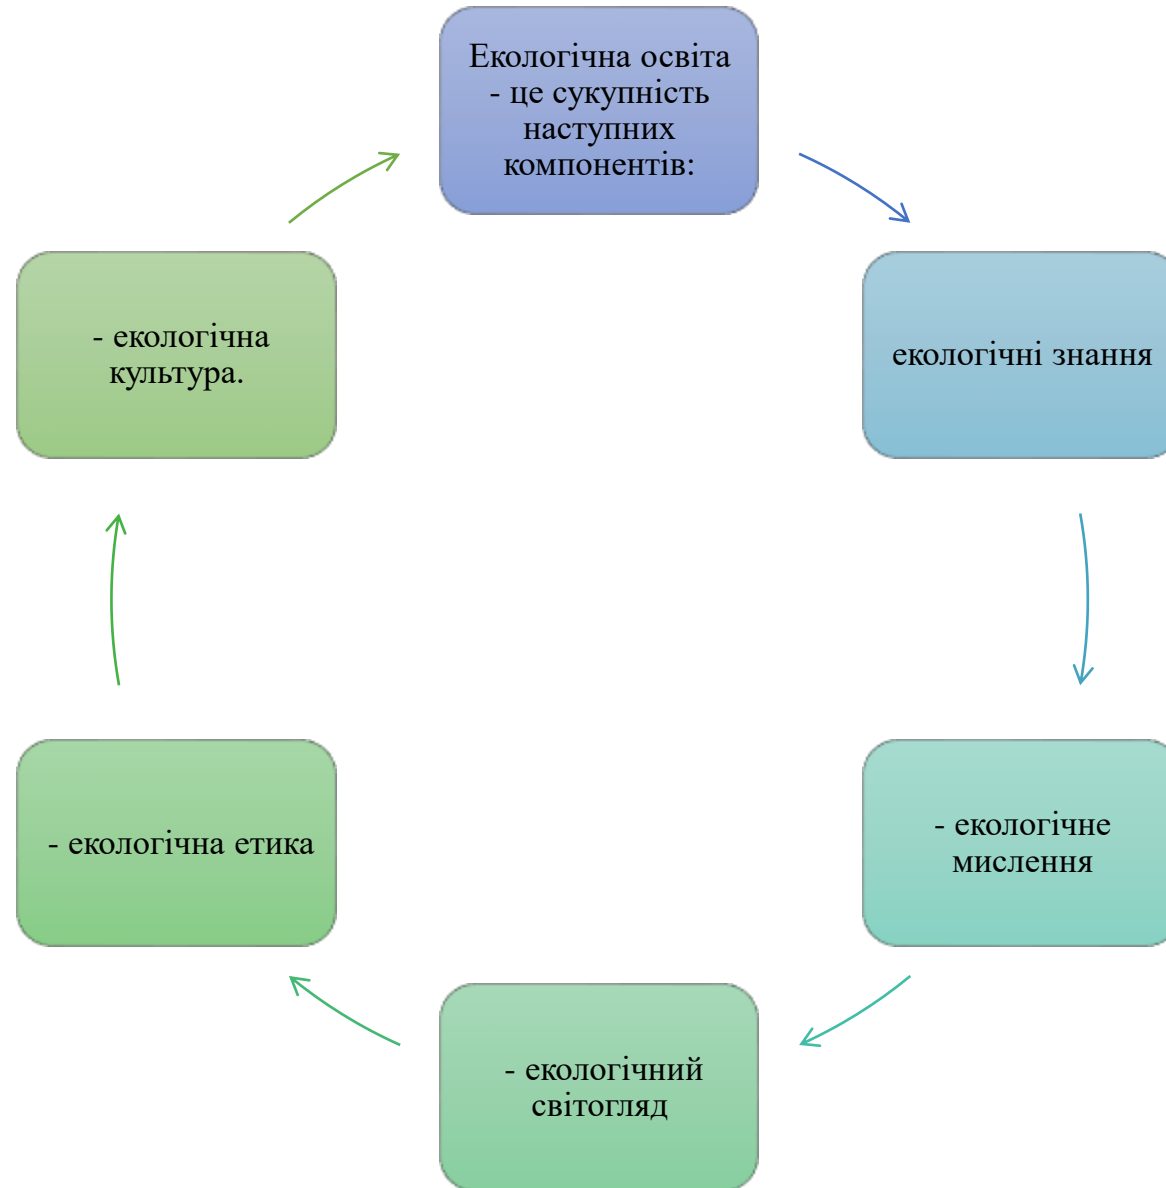 Екологічна освіта
- це сукупність
наступних
компонентів:
екологічні знання
- екологічне
мислення
- екологічний
світогляд
- екологічна етика
- екологічна
культура.